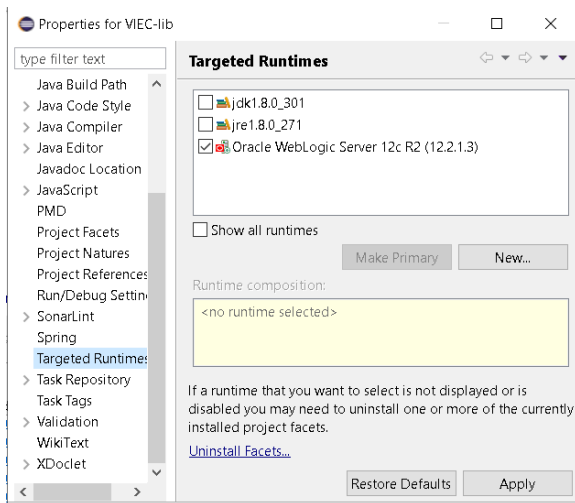 Properties for VIEC-lib
type filter text
Java Build Path
Java Code Style
Java Compiler
Java Editor
Javadoc Location
JavaScript
PMD
Project Facets
Project Natures
Project References
Run/Debug Settin
SonarLint
Spring
Targeted Runtimes
Task Repository
Task Tags
Validation
WikiText
XDoclet
Targeted Runtimes
jdk1.8.0_301
jre1.8.0_271
Oracle WebLogic Server 12c R2 (12.2.1.3)
Show all runtimes
Make Primary
New...
Runtime composition:
<no runtime selected>
If a runtime that you want to select is not displayed or is
disabled you may need to uninstall one or more of the currently
installed project facets.
Uninstall Facets...
Restore Defaults
Apply